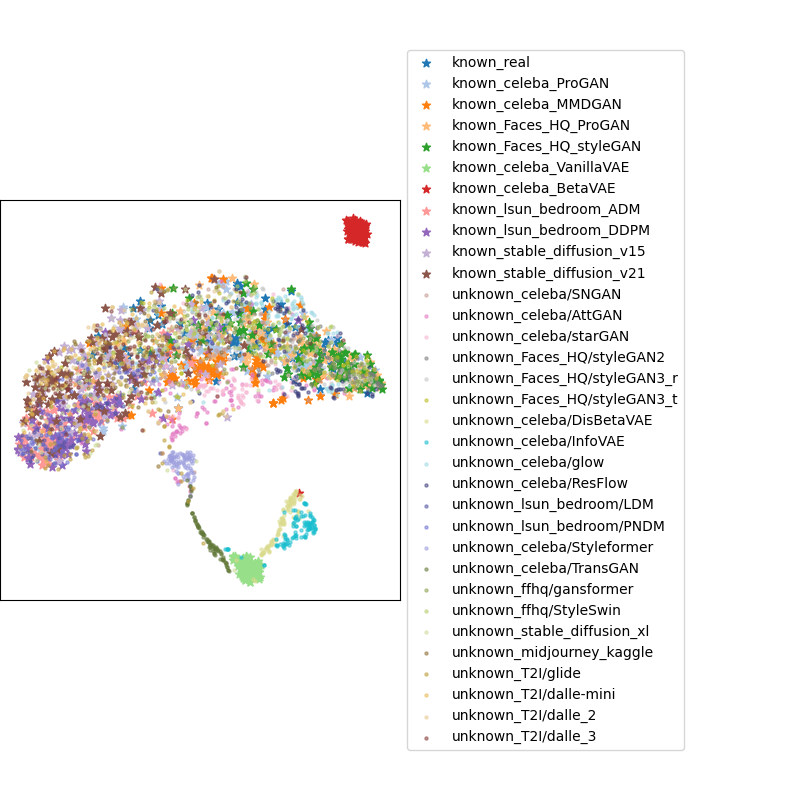 known_real
known_celeba_ProGAN
known_celeba_MMDGAN
known_Faces_HQ_ProGAN
known_Faces_HQ_styleGAN
known_celeba_VanillaVAE
known_celeba_BetaVAE
known_lsun_bedroom_ADM
known_lsun_bedroom_DDPM
known_stable_diffusion_v15
known_stable_diffusion_v21
unknown_celeba/SNGAN
unknown_celeba/AttGAN
unknown_celeba/starGAN
unknown_Faces_HQ/styleGAN2
unknown_Faces_HQ/styleGAN3_r
unknown_Faces_HQ/styleGAN3_t
unknown_celeba/DisBetaVAE
unknown_celeba/InfoVAE
unknown_celeba/glow
unknown_celeba/ResFlow
unknown_lsun_bedroom/LDM
unknown_lsun_bedroom/PNDM
unknown_celeba/Styleformer
unknown_celeba/TransGAN
unknown_ffhq/gansformer
unknown_ffhq/StyleSwin
unknown_stable_diffusion_xl
unknown_midjourney_kaggle
unknown_T2I/glide
unknown_T2I/dalle-mini
unknown_T2I/dalle_2
unknown_T2I/dalle_3